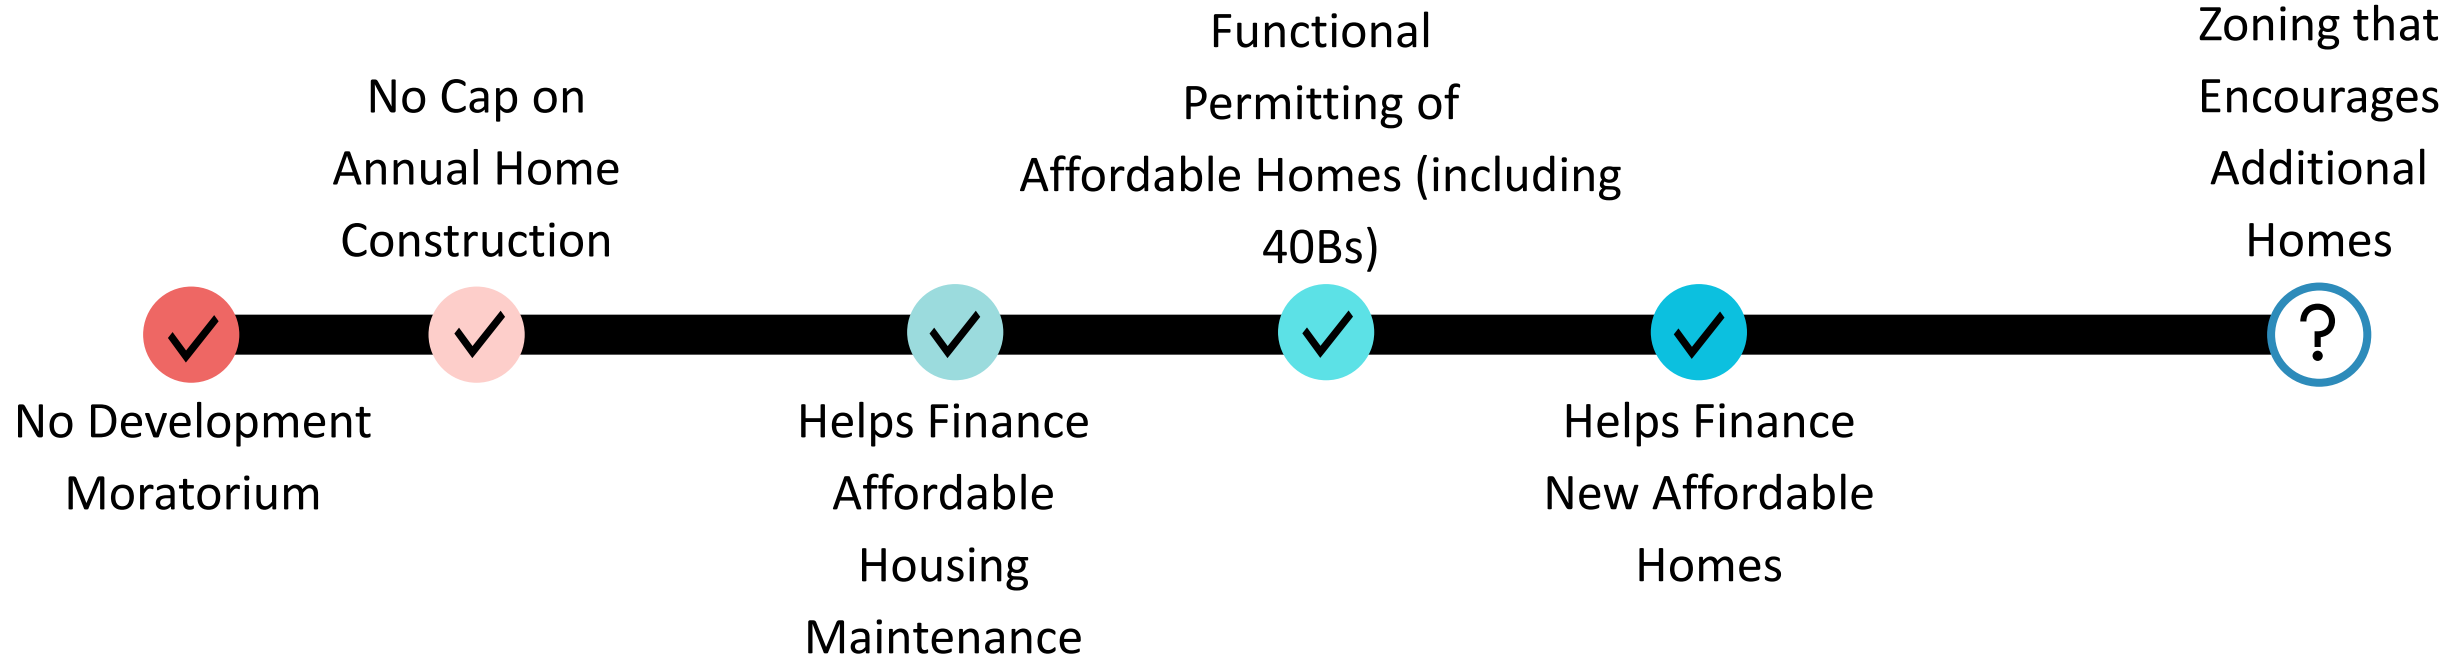 No Development
Moratorium
No Cap on
Annual Home
Construction
Helps Finance
Affordable
Housing
Maintenance
Functional
Permitting of
Affordable Homes (including
40Bs)
Helps Finance
New Affordable
Homes
Zoning that
Encourages
Additional
Homes
?